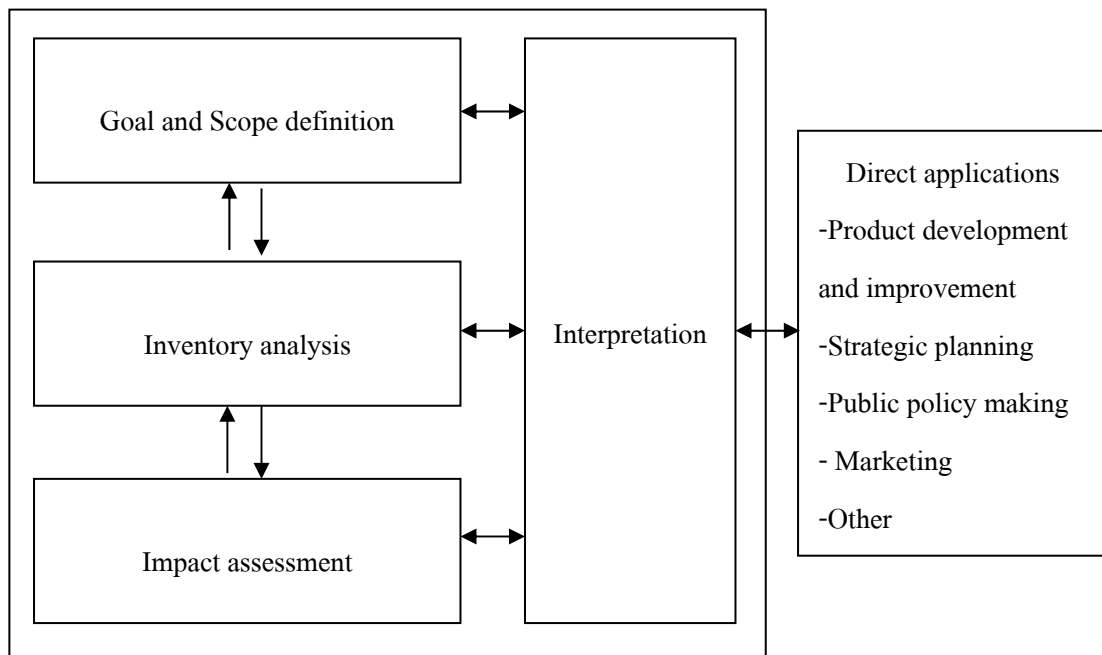 Goal and Scope definition
Inventory analysis
Impact assessment
Interpretation
Direct applications
-Product development
and improvement
-Strategic planning
-Public policy making
- Marketing
-Other